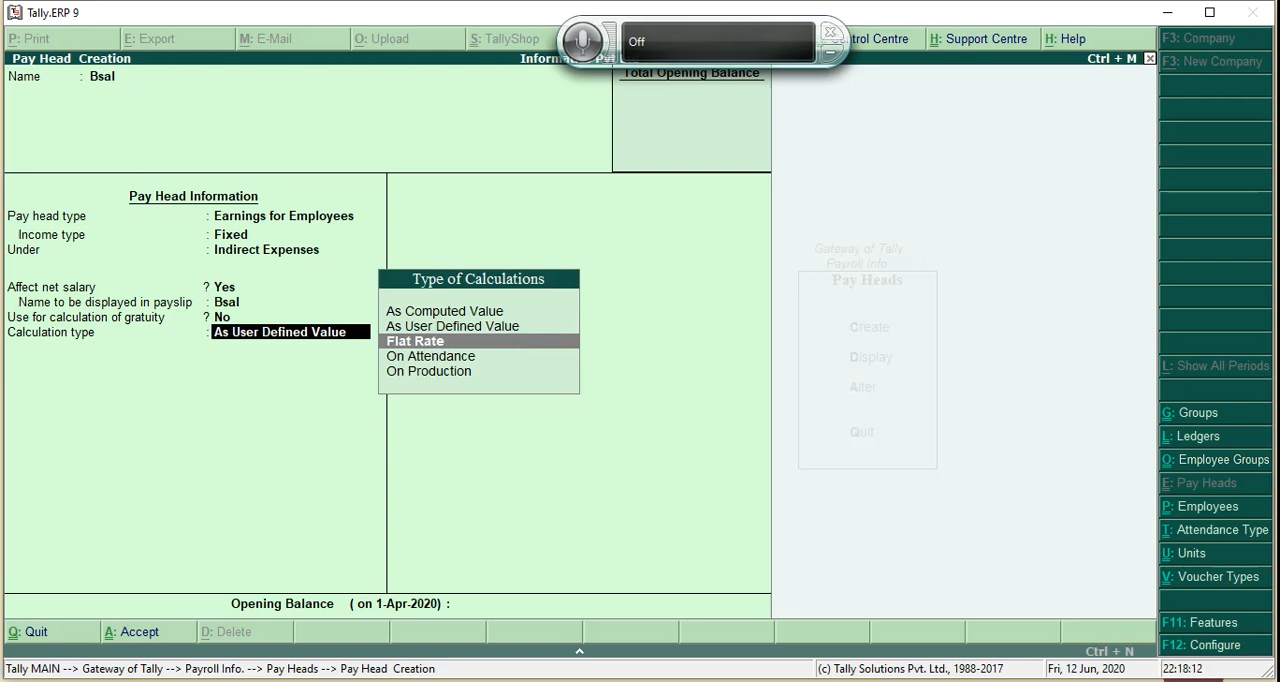 Tally.ERP 9
P: Print
E: Export
M: E-Mail
O: Upload
S: TallyShop
Off
ntrol Centre
H: Support Centre
H: Help
F3: Company
F3: New Company
Pay Head Creation
Ctrl + M
Name : Bsal
Total Opening Balance
Pay Head Information
Pay head type : Earnings for Employees
Income type : Fixed
Under : Indirect Expenses
Affect net salary ? Yes
Name to be displayed in payslip : Bsal
Use for calculation of gratuity ? No
Calculation type : As User Defined Value
Type of Calculations
As Computed Value
As User Defined Value
Flat Rate
On Attendance
On Production
Gateway of Tally
Payroll Info
Pay Heads
Create
Display
Alter
Quit
L: Show All Periods
G: Groups
L: Ledgers
O: Employee Groups
E: Pay Heads
P: Employees
T: Attendance Type
U: Units
V: Voucher Types
F11: Features
F12: Configure
Opening Balance ( on 1-Apr-2020) :
Q: Quit
A: Accept
D: Delete
Ctrl + N
Tally MAIN --> Gateway of Tally --> Payroll Info. --> Pay Heads --> Pay Head Creation
(c) Tally Solutions Pvt. Ltd., 1988-2017
Fri, 12 Jun, 2020
22:18:12